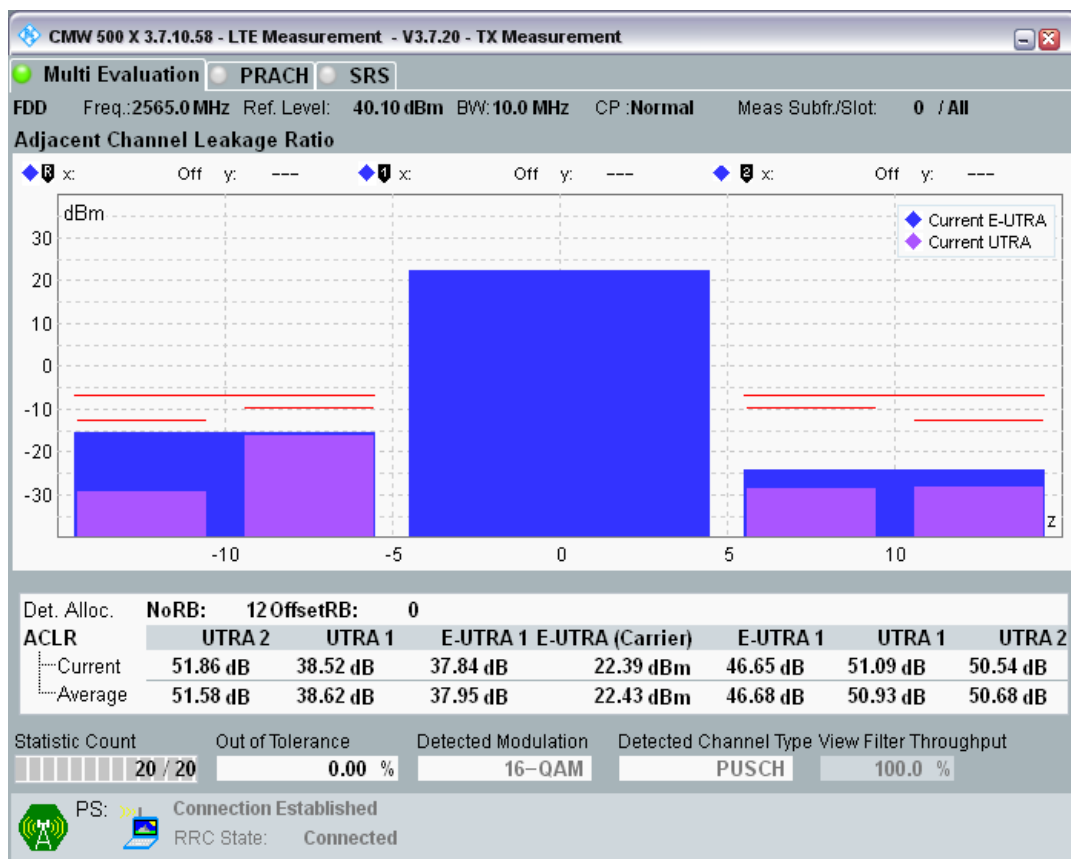 CMW 500 X 3.7.10.58 - LTE Measurement - V3.7.20 - TX Measurement
Multi Evaluation PRACH SRS
FDD Freq.:2565.0 MHz Ref. Level: 40.10 dBm BW: 10.0 MHz CP :Normal Meas Subfr./Slot: 0 / All
Adjacent Channel Leakage Ratio
R x: Off y: --- 1 x: Off y: --- 2 x: Off y: ---
dBm
Current E-UTRA
Current UTRA
30
20
10
0
-10
-20
-30
z
-10 -5 0 5 10
Det. Alloc. NoRB: 12 OffsetRB: 0
ACLR UTRA 2 UTRA 1 E-UTRA 1 E-UTRA (Carrier) E-UTRA 1 UTRA 1 UTRA 2
Current 51.86 dB 38.52 dB 37.84 dB 22.39 dBm 46.65 dB 51.09 dB 50.54 dB
Average 51.58 dB 38.62 dB 37.95 dB 22.43 dBm 46.68 dB 50.93 dB 50.68 dB
Statistic Count Out of Tolerance Detected Modulation Detected Channel Type View Filter Throughput
20 / 20 0.00 % 16-QAM PUSCH 100.0 %
PS: Connection Established
RRC State: Connected